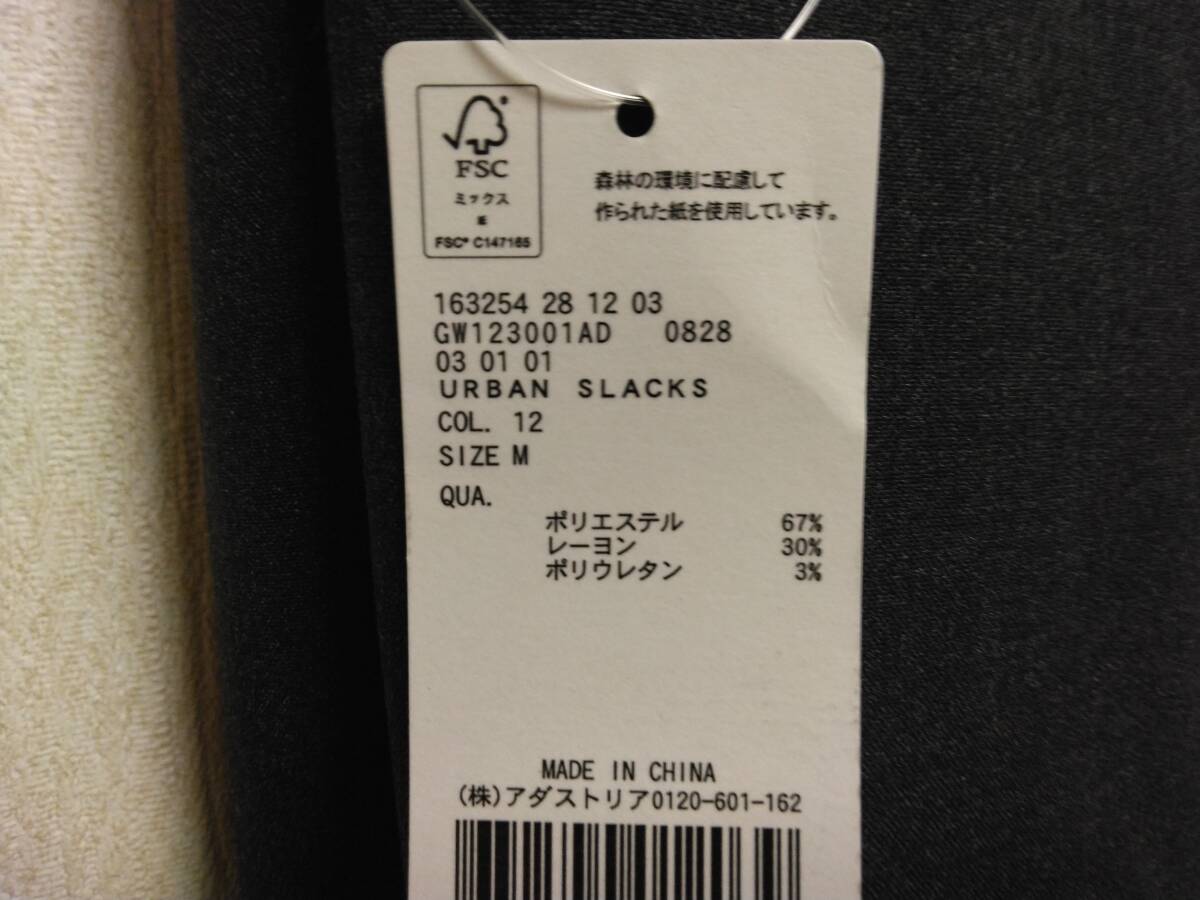 FSC
ミックス
紙
FSC® C147165
森林の環境に配慮して
作られた紙を使用しています。
163254 28 12 03
GW123001AD 0828
03 01 01
URBAN SLACKS
COL. 12
SIZE M
QUA.
ポリエステル 67%
レーヨン 30%
ポリウレタン 3%
MADE IN CHINA
(株)アダストリア0120-601-162